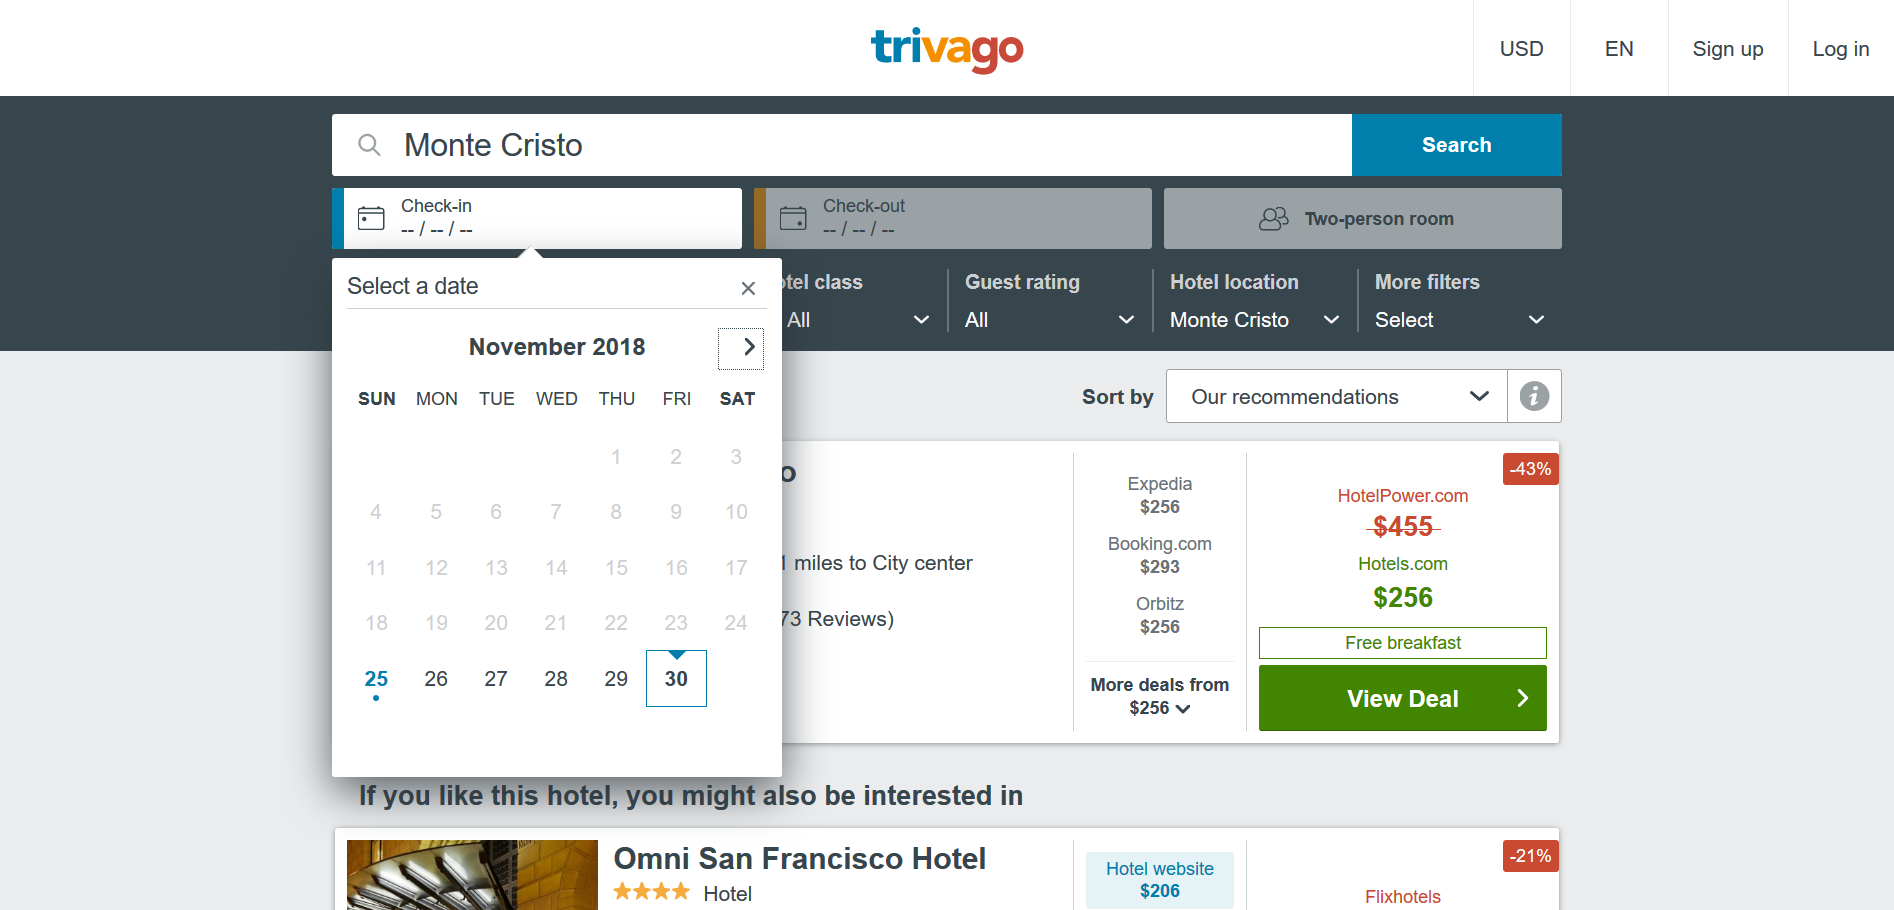 trivago
USD
EN
Sign up
Log in
Monte Cristo
Search
Check-in
-- / -- / --
Check-out
-- / -- / --
Two-person room
Select a date
tel class
All
Guest rating
All
Hotel location
Monte Cristo
More filters
Select
November 2018
SUN MON TUE WED THU FRI SAT
1 2 3
4 5 6 7 8 9 10
11 12 13 14 15 16 17
18 19 20 21 22 23 24
25 26 27 28 29 30
Sort by
Our recommendations
i
o
miles to City center
73 Reviews)
Expedia
$256
Booking.com
$293
Orbitz
$256
More deals from
$256
-43%
HotelPower.com
$455
Hotels.com
$256
Free breakfast
View Deal
If you like this hotel, you might also be interested in
Omni San Francisco Hotel
Hotel
Hotel website
$206
-21%
Flixhotels